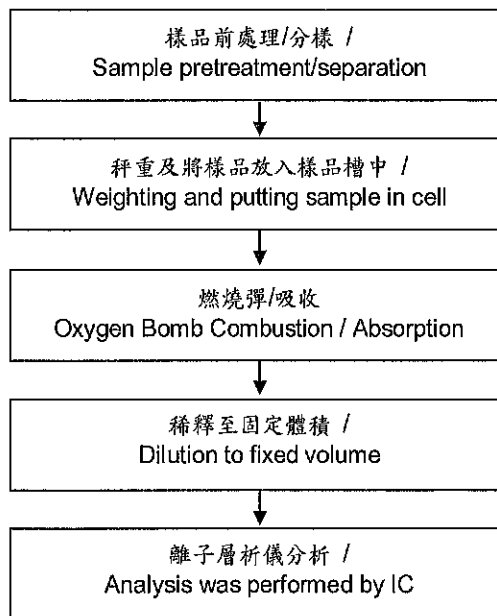 樣品前處理/分樣 /
Sample pretreatment/separation
秤重及將樣品放入樣品槽中 /
Weighting and putting sample in cell
燃燒彈/吸收
Oxygen Bomb Combustion / Absorption
稀釋至固定體積 /
Dilution to fixed volume
離子層析儀分析 /
Analysis was performed by IC